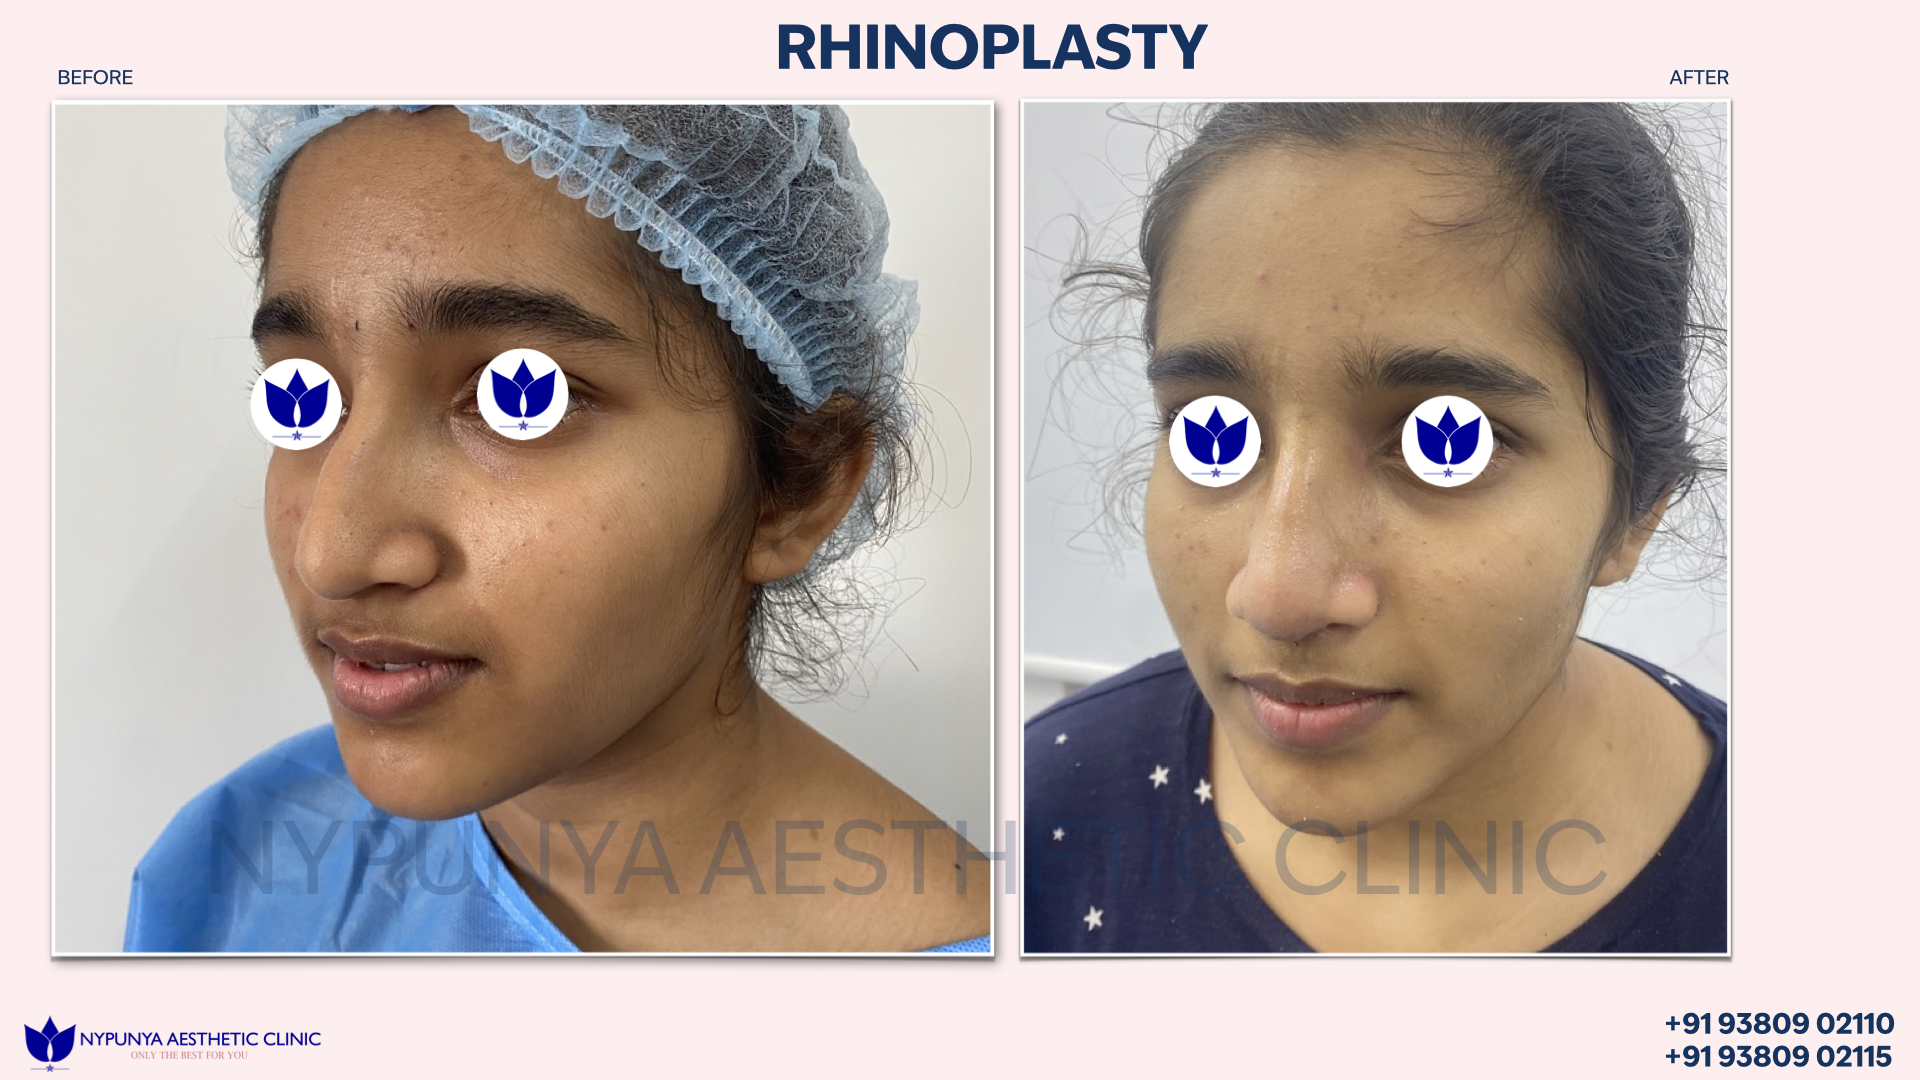 RHINOPLASTY
BEFORE
AFTER
NYPUNYA AESTHETIC CLINIC
NYPUNYA AESTHETIC CLINIC
ONLY THE BEST FOR YOU
+91 93809 02110
+91 93809 02115